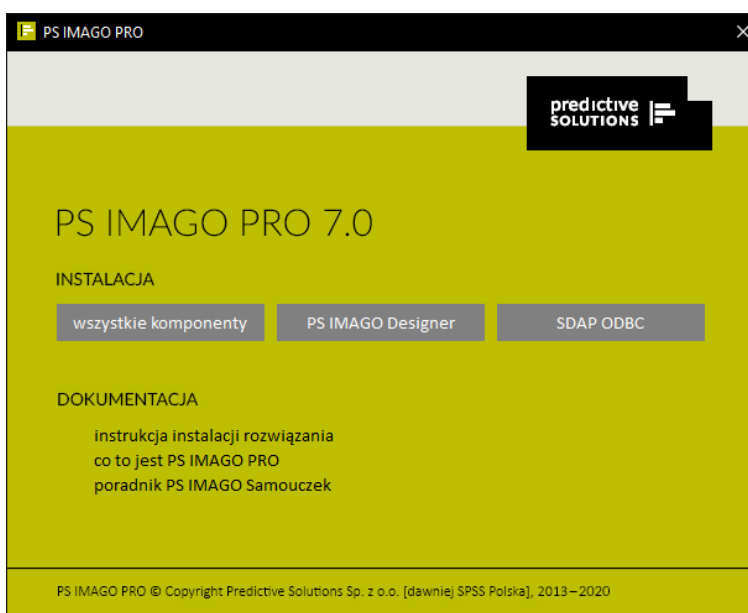 PS IMAGO PRO
predictive
SOLUTIONS
PS IMAGO PRO 7.0
INSTALACJA
wszystkie komponenty PS IMAGO Designer SDAP ODBC
DOKUMENTACJA
instrukcja instalacji rozwiązania
co to jest PS IMAGO PRO
poradnik PS IMAGO Samouczek
PS IMAGO PRO © Copyright Predictive Solutions Sp. z o.o. [dawniej SPSS Polska], 2013–2020